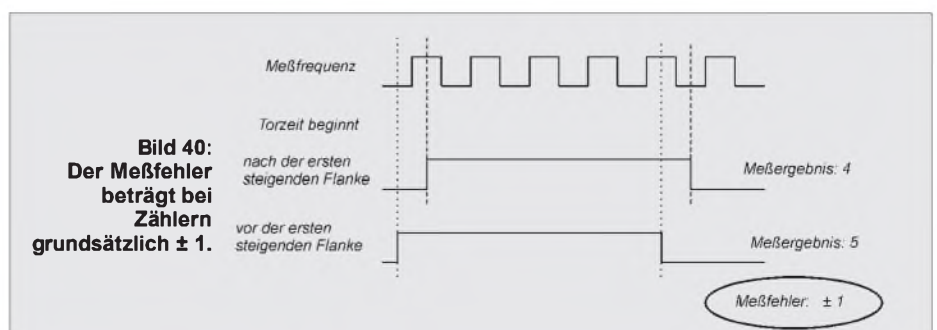 Bild 40:
Der Meßfehler
beträgt bei
Zählern
grundsätzlich ± 1.
Meßfrequenz
Torzeit beginnt
nach der ersten
steigenden Flanke
Meßergebnis: 4
vor der ersten
steigenden Flanke
Meßergebnis: 5
Meßfehler: ± 1